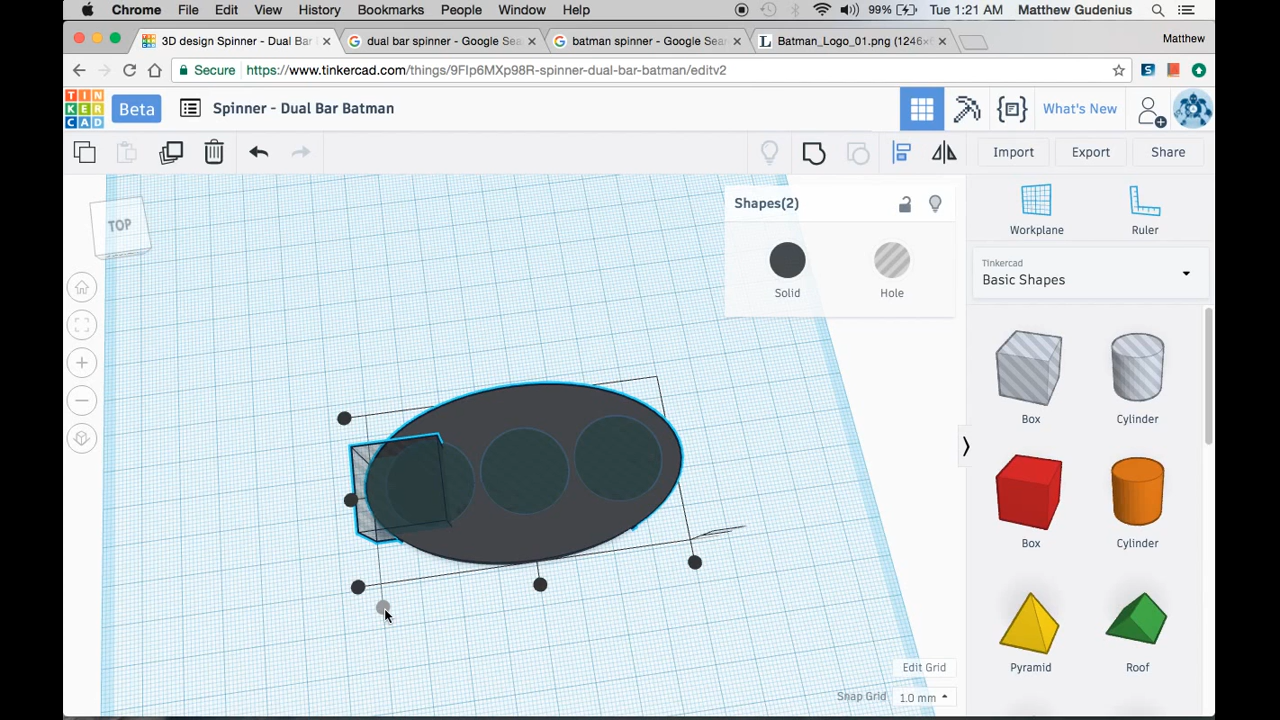 Chrome File Edit View History Bookmarks People Window Help 99% Tue 1:21 AM Matthew Gudenius
3D design Spinner - Dual Bar dual bar spinner - Google Sea batman spinner - Google Sear L Batman_Logo_01.png (1246× Matthew
Secure https://www.tinkercad.com/things/9FIp6MXp98R-spinner-dual-bar-batman/editv2
TIN
KER
CAD
Beta Spinner - Dual Bar Batman What's New
Import Export Share
TOP
Shapes(2)
Solid Hole
Workplane Ruler
Tinkercad
Basic Shapes
Box Cylinder
Box Cylinder
Pyramid Roof
Edit Grid
Snap Grid 1.0 mm